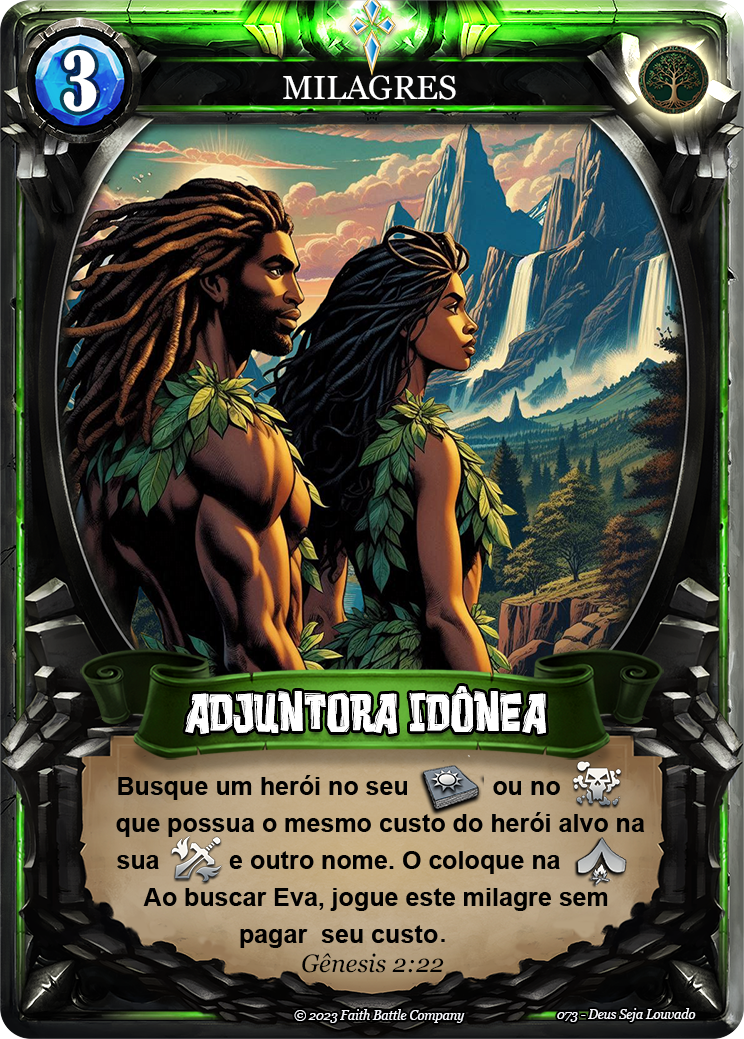 3
MILAGRES
ADJUNTORA IDÔNEA
Busque um herói no seu ou no
que possua o mesmo custo do herói alvo na
sua e outro nome. O coloque na
Ao buscar Eva, jogue este milagre sem
pagar seu custo.
Gênesis 2:22
© 2023 Faith Battle Company
073 - Deus Seja Louvado